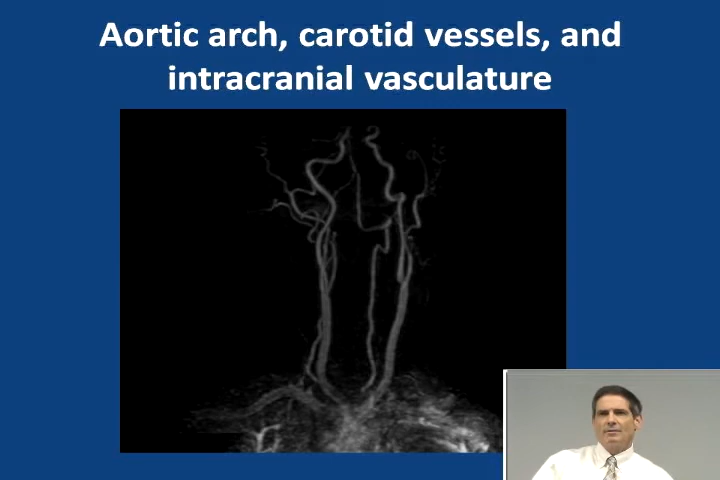 Aortic arch, carotid vessels, and
intracranial vasculature